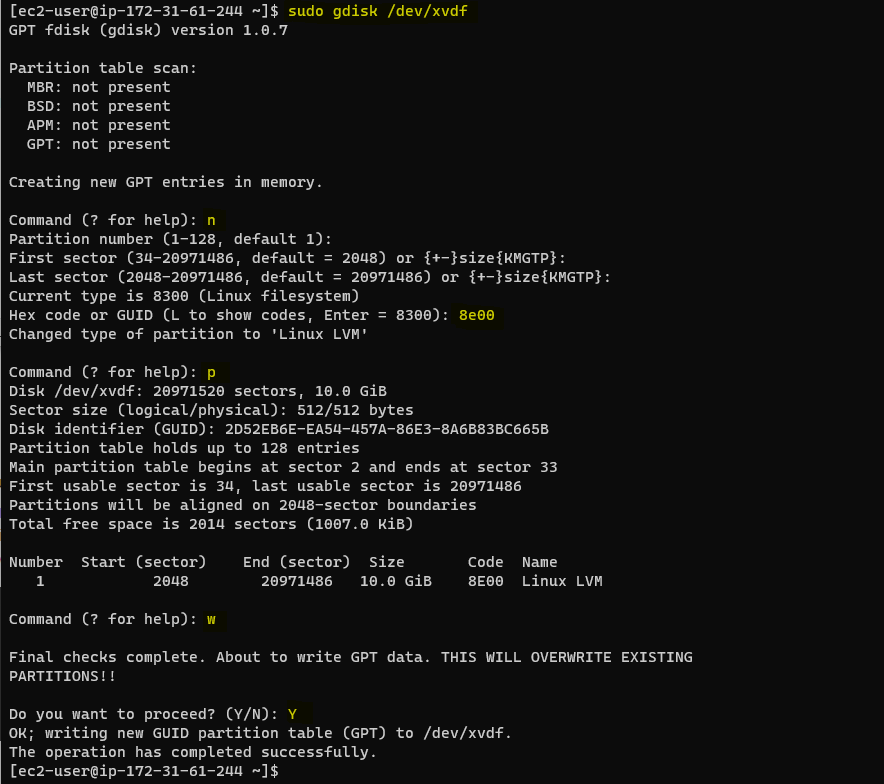 [ec2-user@ip-172-31-61-244 ~]$ sudo gdisk /dev/xvdf
GPT fdisk (gdisk) version 1.0.7
Partition table scan:
MBR: not present
BSD: not present
APM: not present
GPT: not present
Creating new GPT entries in memory.
Command (? for help): n
Partition number (1-128, default 1):
First sector (34-20971486, default = 2048) or {+-}size{KMGTP}:
Last sector (2048-20971486, default = 20971486) or {+-}size{KMGTP}:
Current type is 8300 (Linux filesystem)
Hex code or GUID (L to show codes, Enter = 8300): 8e00
Changed type of partition to 'Linux LVM'
Command (? for help): p
Disk /dev/xvdf: 20971520 sectors, 10.0 GiB
Sector size (logical/physical): 512/512 bytes
Disk identifier (GUID): 2D52EB6E-EA54-457A-86E3-8A6B83BC665B
Partition table holds up to 128 entries
Main partition table begins at sector 2 and ends at sector 33
First usable sector is 34, last usable sector is 20971486
Partitions will be aligned on 2048-sector boundaries
Total free space is 2014 sectors (1007.0 KiB)
Number  Start (sector)    End (sector)  Size       Code  Name
1            2048        20971486   10.0 GiB    8E00  Linux LVM
Command (? for help): w
Final checks complete. About to write GPT data. THIS WILL OVERWRITE EXISTING
PARTITIONS!!
Do you want to proceed? (Y/N): Y
OK; writing new GUID partition table (GPT) to /dev/xvdf.
The operation has completed successfully.
[ec2-user@ip-172-31-61-244 ~]$